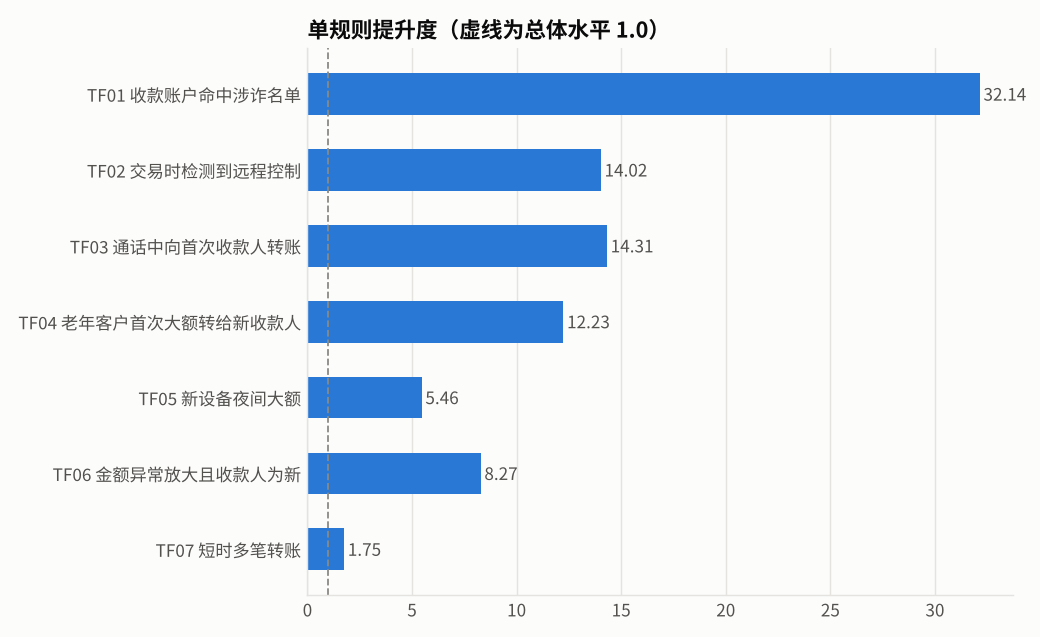 单规则提升度（虚线为总体水平 1.0）
TF01 收款账户命中涉诈名单 32.14
TF02 交易时检测到远程控制 14.02
TF03 通话中向首次收款人转账 14.31
TF04 老年客户首次大额转给新收款人 12.23
TF05 新设备夜间大额 5.46
TF06 金额异常放大且收款人为新 8.27
TF07 短时多笔转账 1.75
0 5 10 15 20 25 30